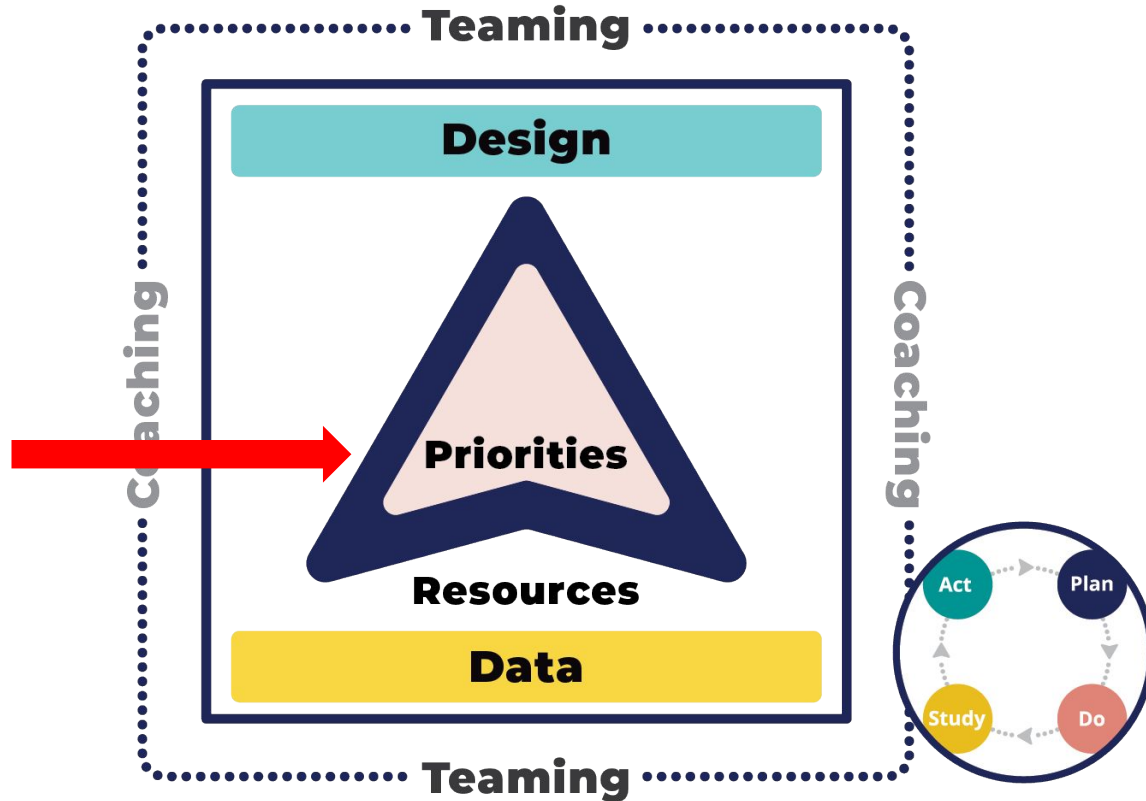 Teaming
Design
Coaching
Coaching
Priorities
Resources
Act
Plan
Data
Study
Do
Teaming